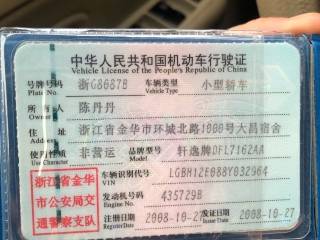 中华人民共和国机动车行驶证
Vehicle License of the People's Republic of China
号牌号码 浙G8687B 车辆类型 小型轿车
Plate No. Vehicle Type
所有人 陈丹丹
Owner
住址 浙江省金华市环城北路1000号大昌宿舍
Address
使用性质 非营运 品牌型号 轩逸牌DFL7162AA
Use Character Model
浙江省金华
市公安局交
通警察支队
车辆识别代号 LGBH12E088Y032964
VIN
发动机号码 435729B
Engine No.
注册日期 2008-10-27 发证日期 2008-10-27
Register Date Issue Date